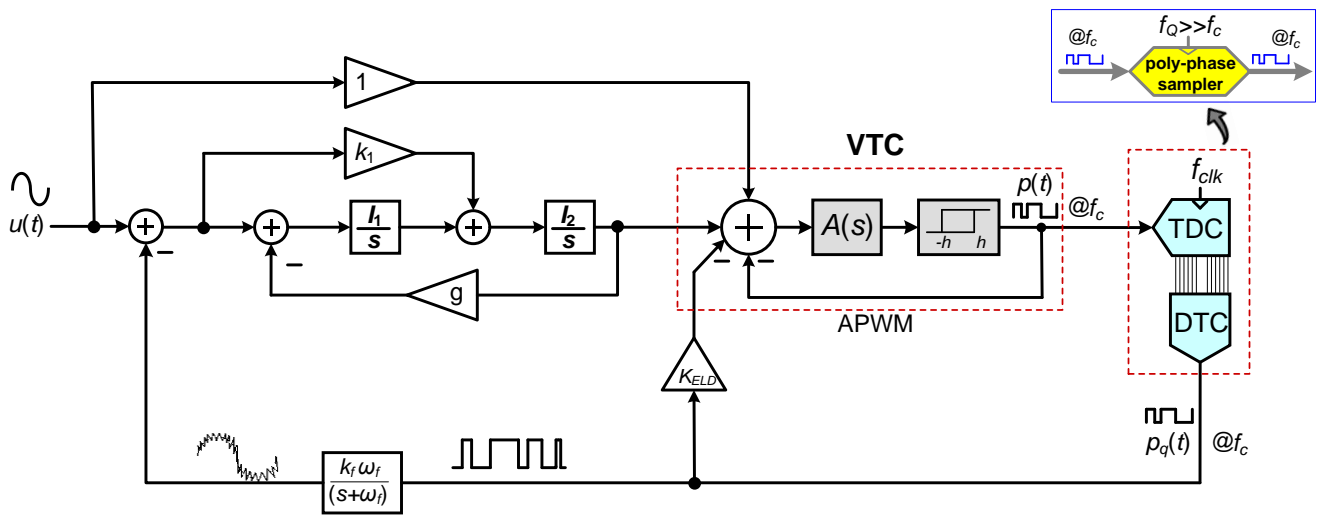 f_Q>>f_c
@f_c
@f_c
poly-phase
sampler
1
k_1
VTC
f_clk
u(t)
+
−
+
−
I_1
s
+
I_2
s
g
+
−
−
A(s)
-h h
p(t)
@f_c
TDC
DTC
APWM
K_ELD
p_q(t)
@f_c
−
k_f ω_f
(s+ω_f)